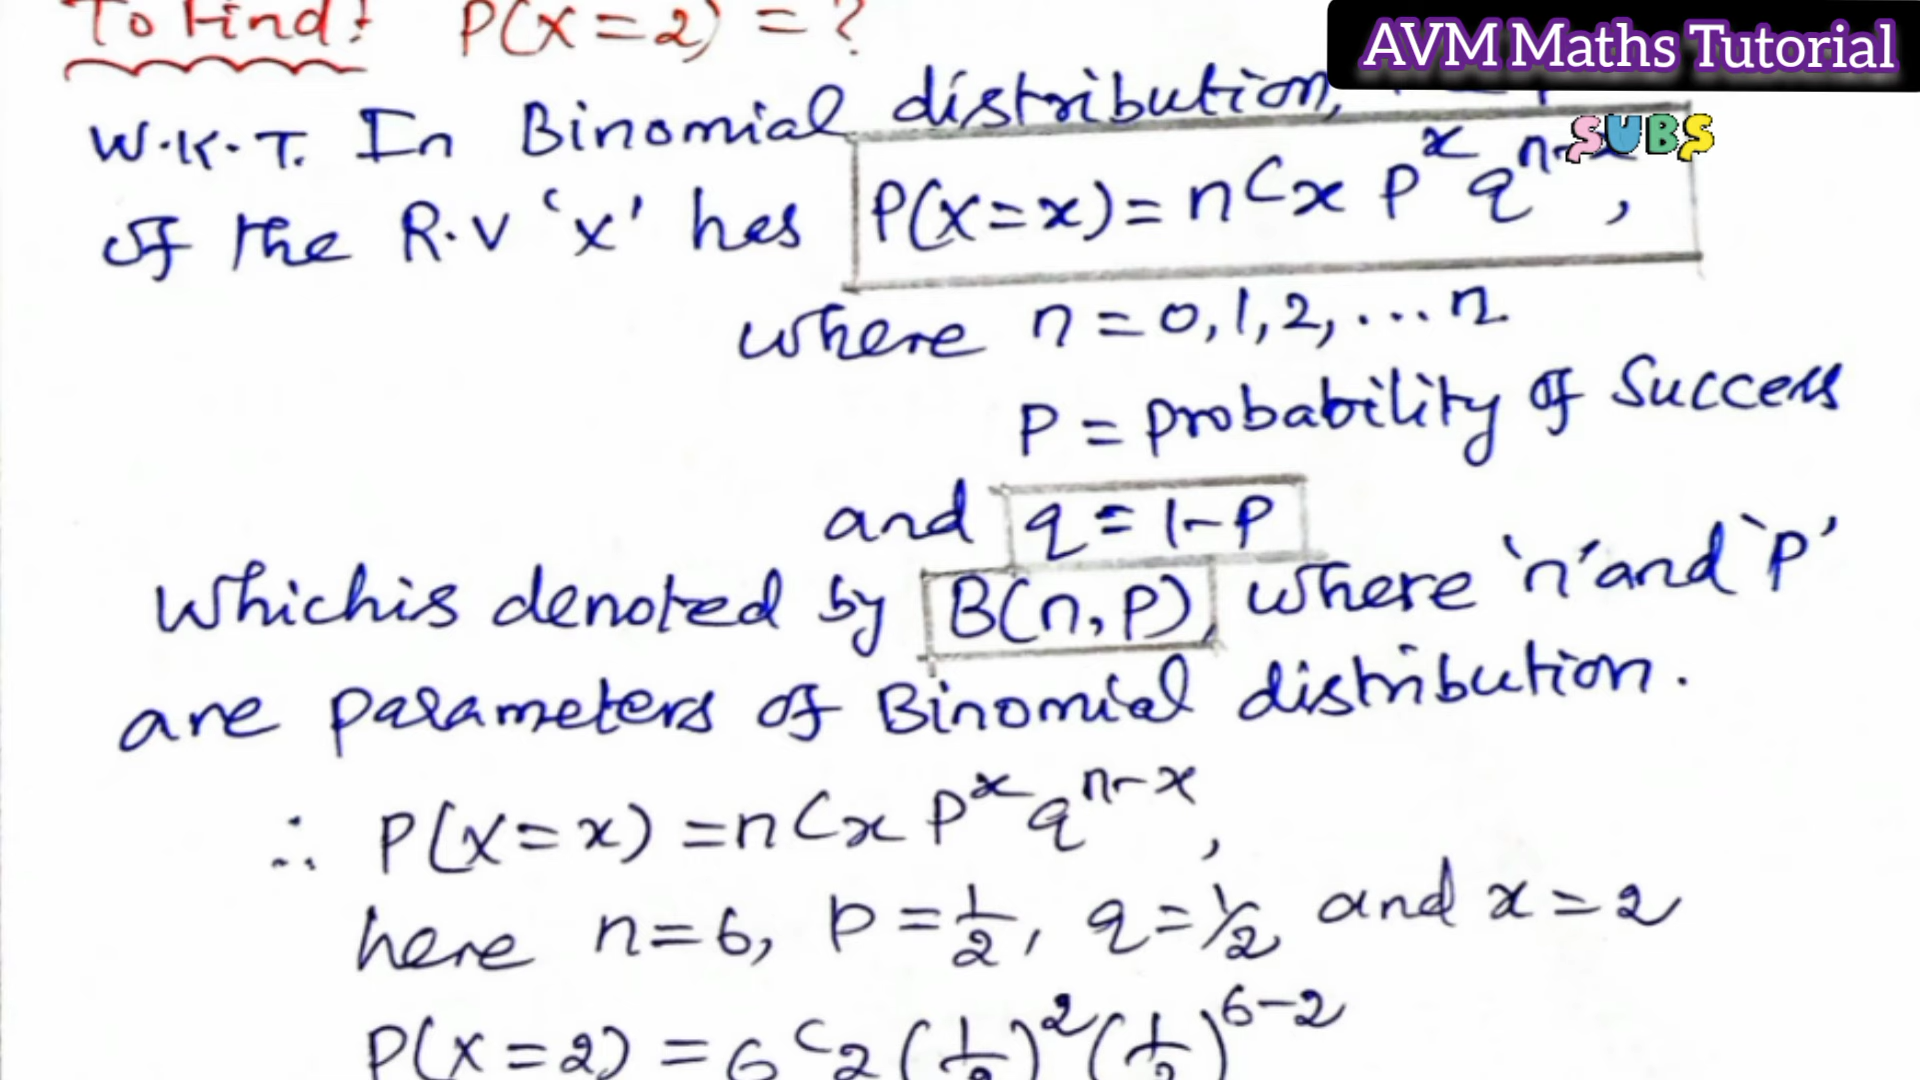 To Find: P(X=2) = ?
AVM Maths Tutorial
W.K.T. In Binomial distribution,
SUBS
of the R.V 'x' has P(X=x)=nCx p^x q^n-x,
where n=0,1,2,...n
P = probability of Success
and q=1-p
Which is denoted by B(n,p), where 'n' and 'p'
are parameters of Binomial distribution.
∴ P(X=x) =nCx p^x q^n-x,
here n=6, p=1/2, q=1/2 and x=2
P(X=2) =6C2 (1/2)^2 (1/2)^6-2